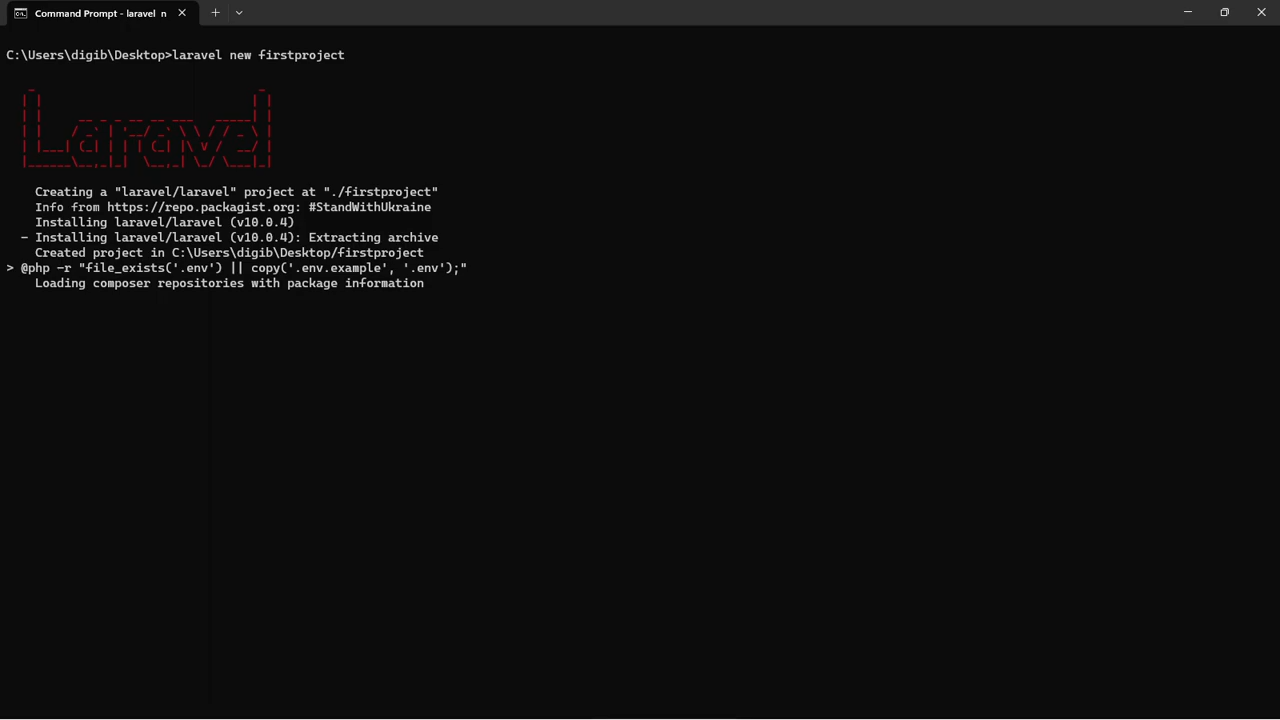 Command Prompt - laravel n
C:\Users\digib\Desktop>laravel new firstproject
Laravel
Creating a "laravel/laravel" project at "./firstproject"
Info from https://repo.packagist.org: #StandWithUkraine
Installing laravel/laravel (v10.0.4)
- Installing laravel/laravel (v10.0.4): Extracting archive
Created project in C:\Users\digib\Desktop/firstproject
> @php -r "file_exists('.env') || copy('.env.example', '.env');"
Loading composer repositories with package information